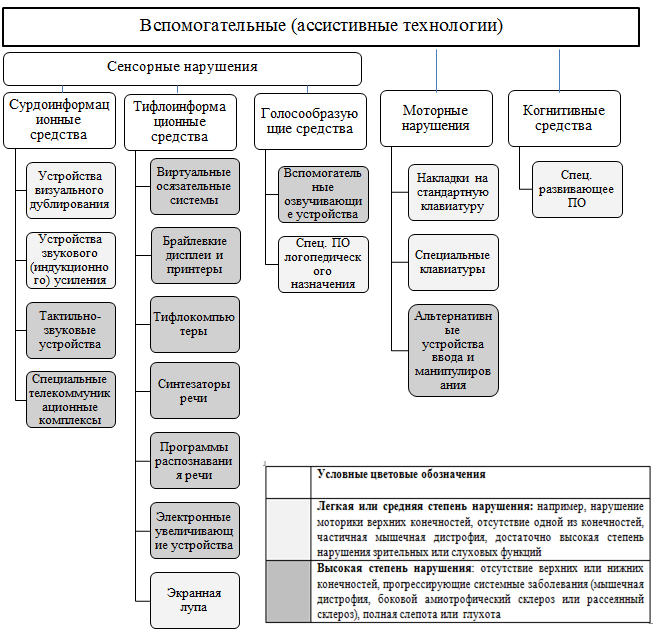 Вспомогательные (ассистивные технологии)
Сенсорные нарушения
Сурдоинформац
ионные
средства
Тифлоинформа
ционные
средства
Голосообразую
ющие средства
Моторные
нарушения
Когнитивные
средства
Устройства
визуального
дублирования
Устройства
звукового
(индукционно
го) усиления
Тактильно-
звуковые
устройства
Специальные
телекоммуник
ационные
комплексы
Виртуальные
осязательные
системы
Брайлевкие
дисплеи и
принтеры
Тифлокомпью
теры
Синтезаторы
речи
Программы
распознавани
я речи
Электронные
увеличивающ
ие устройства
Экранная
лупа
Вспомогатель
ные
озвучивающи
е устройства
Спец. ПО
логопедическ
ого
назначения
Накладки на
стандартную
клавиатуру
Специальные
клавиатуры
Альтернативн
ые
устройства
ввода и
манипулиров
ания
Спец.
развивающее
ПО
Условные цветовые обозначения
Легкая или средняя степень нарушения: например, нарушение
моторики верхних конечностей, отсутствие одной из конечностей,
частичная мышечная дистрофия, достаточно высокая степень
нарушения зрительных или слуховых функций
Высокая степень нарушения: отсутствие верхних или нижних
конечностей, прогрессирующие системные заболевания (мышечная
дистрофия, боковой амиотрофический склероз или рассеянный
склероз), полная слепота или глухота